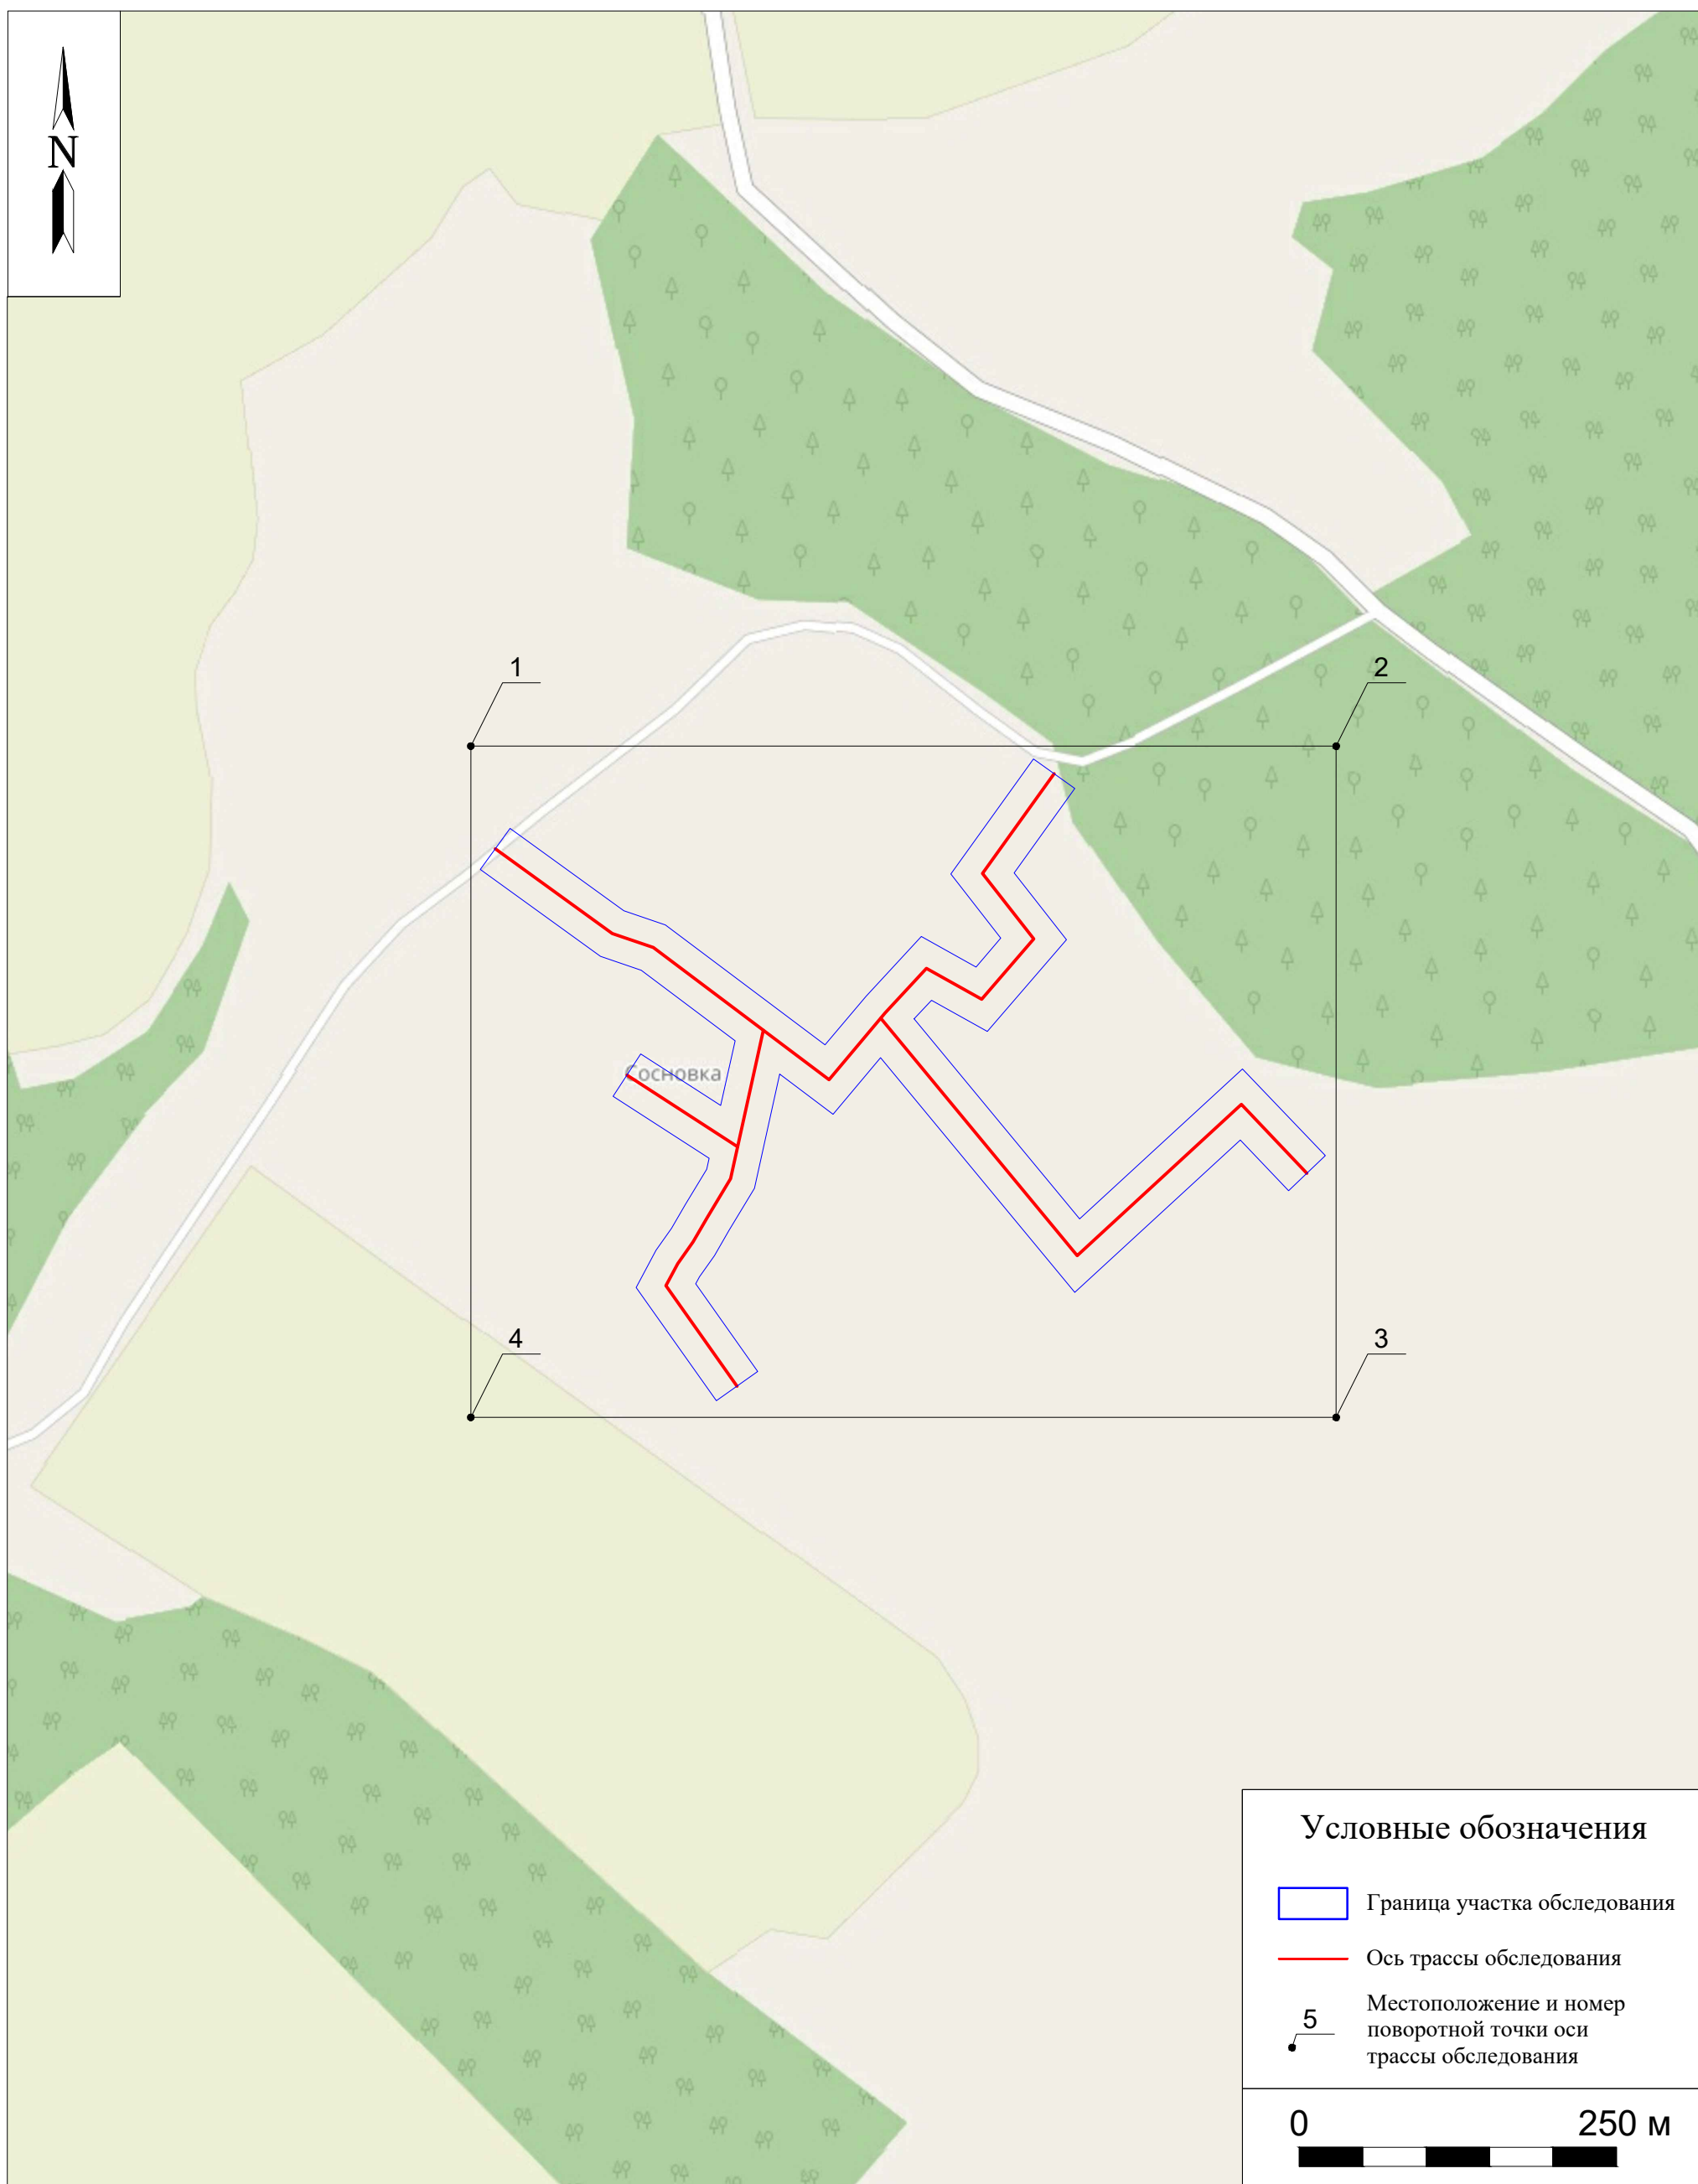 N
1
2
Сосновка
4
3
Условные обозначения
Граница участка обследования
Ось трассы обследования
5
Местоположение и номер
поворотной точки оси
трассы обследования
0 250 м